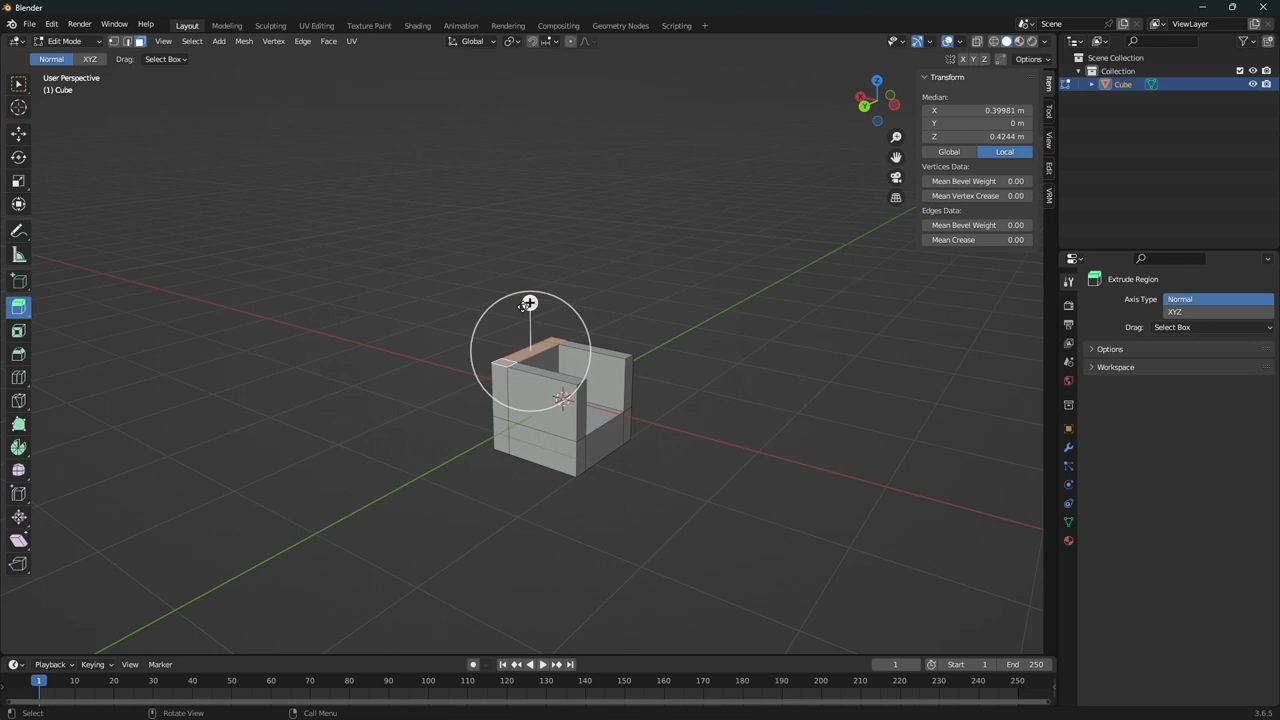 Blender
File Edit Render Window Help Layout Modeling Sculpting UV Editing Texture Paint Shading Animation Rendering Compositing Geometry Nodes Scripting + Scene ViewLayer
Edit Mode View Select Add Mesh Vertex Edge Face UV Global
Normal XYZ Drag: Select Box X Y Z Options
User Perspective
(1) Cube
Transform
Median:
X 0.39981 m
Y 0 m
Z 0.4244 m
Global Local
Vertices Data:
Mean Bevel Weight 0.00
Mean Vertex Crease 0.00
Edges Data:
Mean Bevel Weight 0.00
Mean Crease 0.00
Item
Tool
View
Edit
VRM
Z
X
Y
Scene Collection
Collection
Cube
Extrude Region
Axis Type Normal
XYZ
Drag: Select Box
Options
Workspace
Playback Keying View Marker 1 Start 1 End 250
1 10 20 30 40 50 60 70 80 90 100 110 120 130 140 150 160 170 180 190 200 210 220 230 240 250
Select Rotate View Call Menu 3.6.5